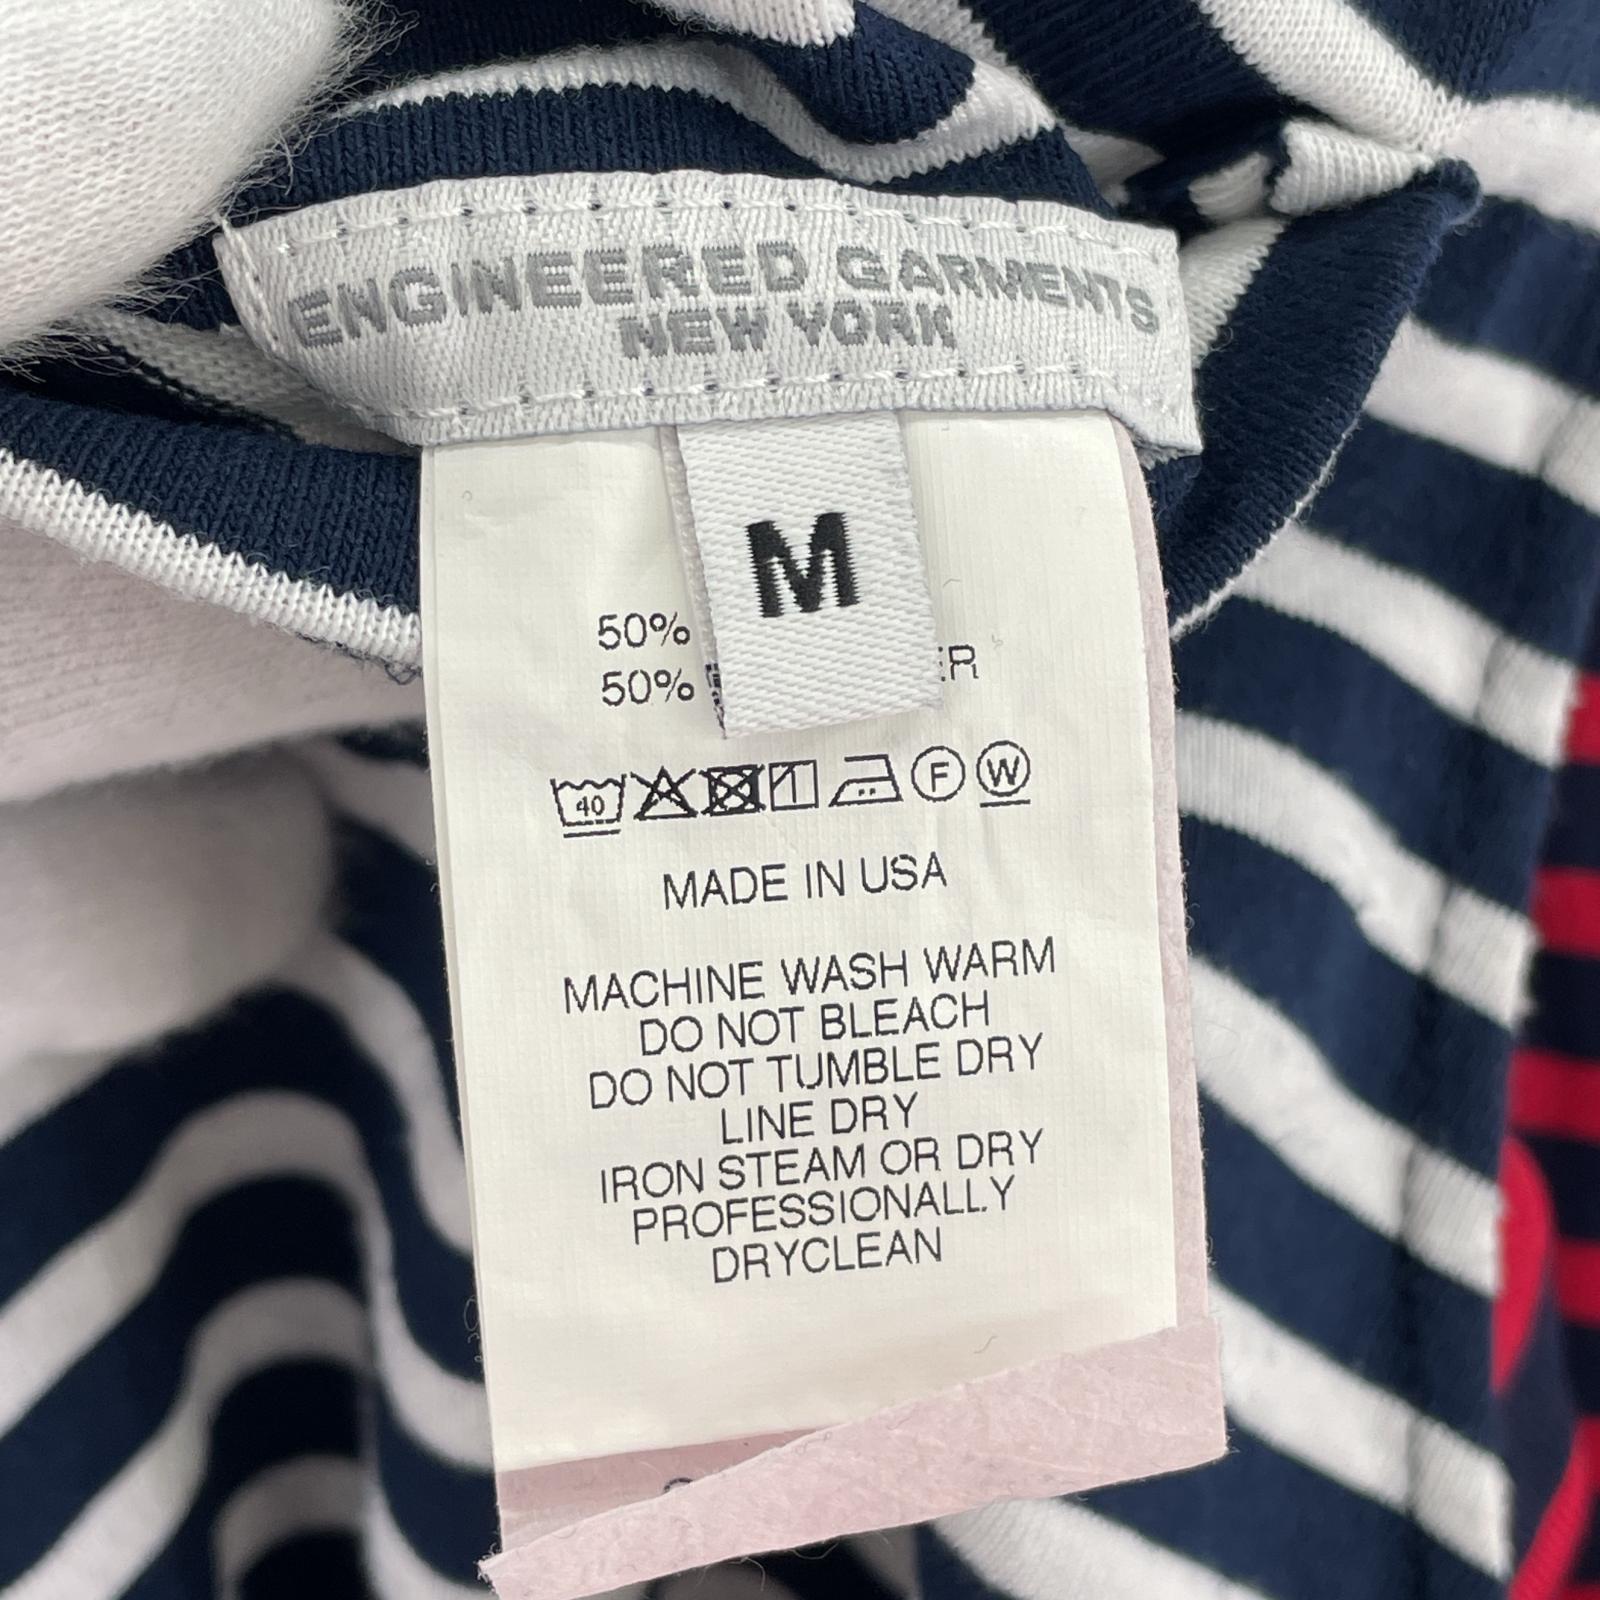 ENGINEERED GARMENTS
NEW YORK
M
50%
50%
40
F
W
MADE IN USA
MACHINE WASH WARM
DO NOT BLEACH
DO NOT TUMBLE DRY
LINE DRY
IRON STEAM OR DRY
PROFESSIONALLY
DRYCLEAN